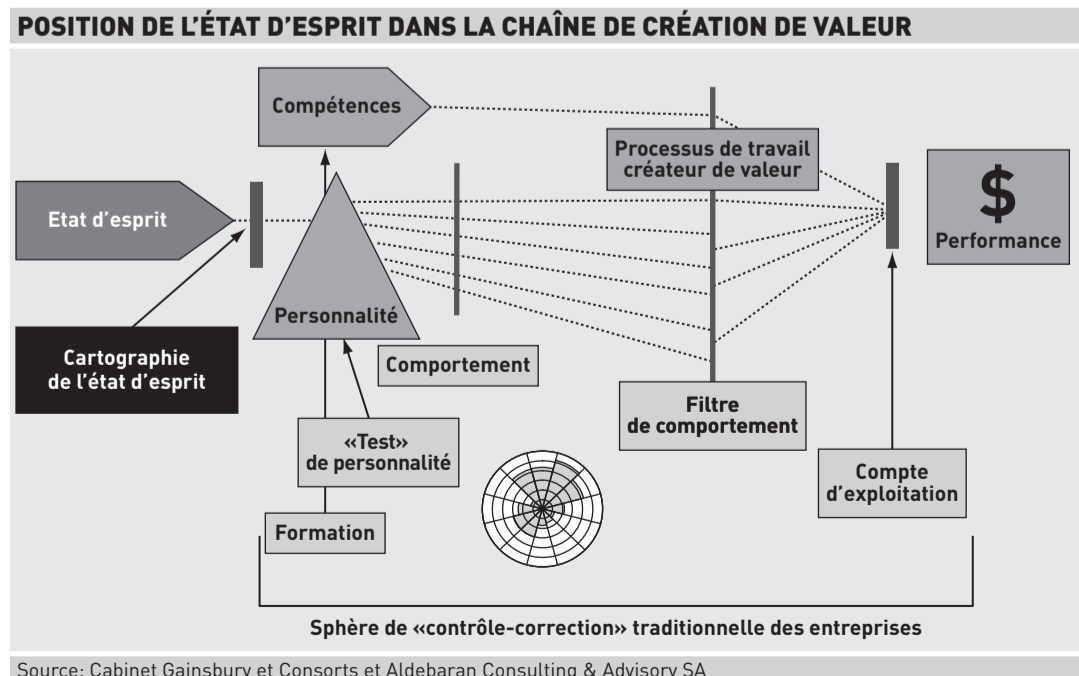 POSITION DE L’ÉTAT D’ESPRIT DANS LA CHAÎNE DE CRÉATION DE VALEUR
Compétences
Processus de travail
créateur de valeur
$
Performance
Etat d’esprit
Personnalité
Cartographie
de l’état d’esprit
Comportement
Filtre
de comportement
«Test»
de personnalité
Compte
d’exploitation
Formation
Sphère de «contrôle-correction» traditionnelle des entreprises
Source: Cabinet Gainsbury et Consorts et Aldebaran Consulting & Advisory SA